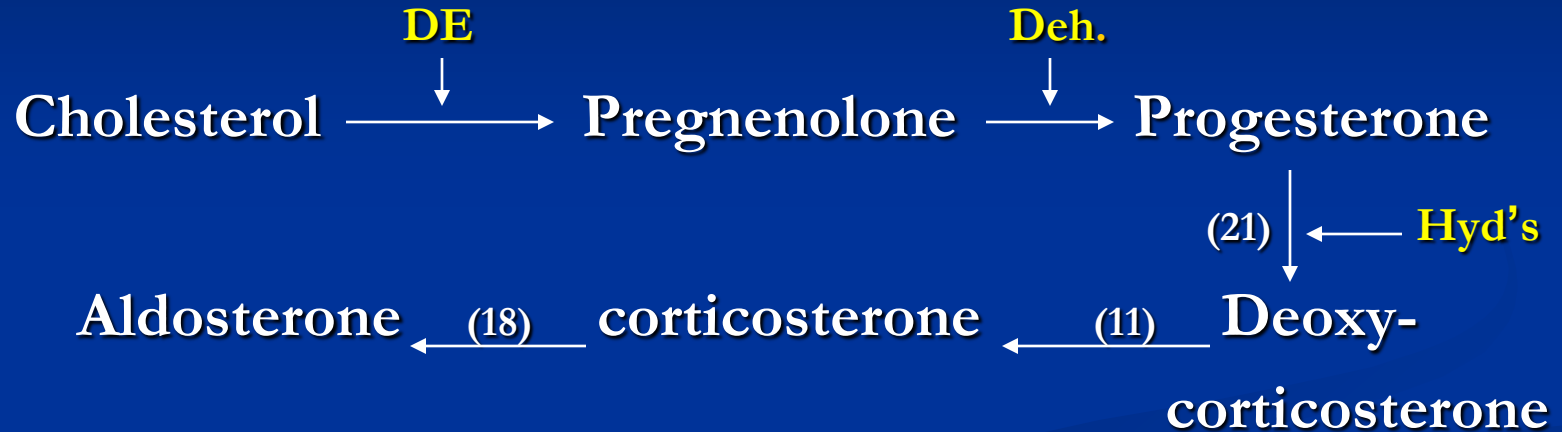 DE Deh.
Cholesterol Pregnenolone Progesterone
(21) Hyd’s
Aldosterone (18) corticosterone (11) Deoxy-
corticosterone